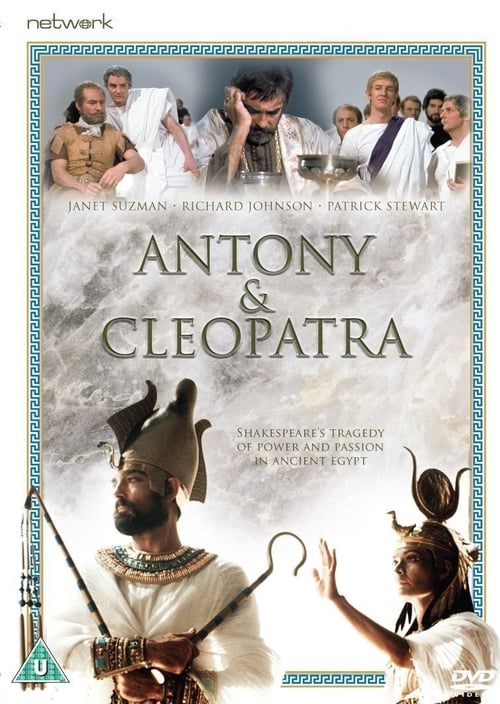 network
JANET SUZMAN · RICHARD JOHNSON · PATRICK STEWART
ANTONY
&
CLEOPATRA
SHAKESPEARE'S TRAGEDY
OF POWER AND PASSION
IN ANCIENT EGYPT
U
DVD
VIDEO